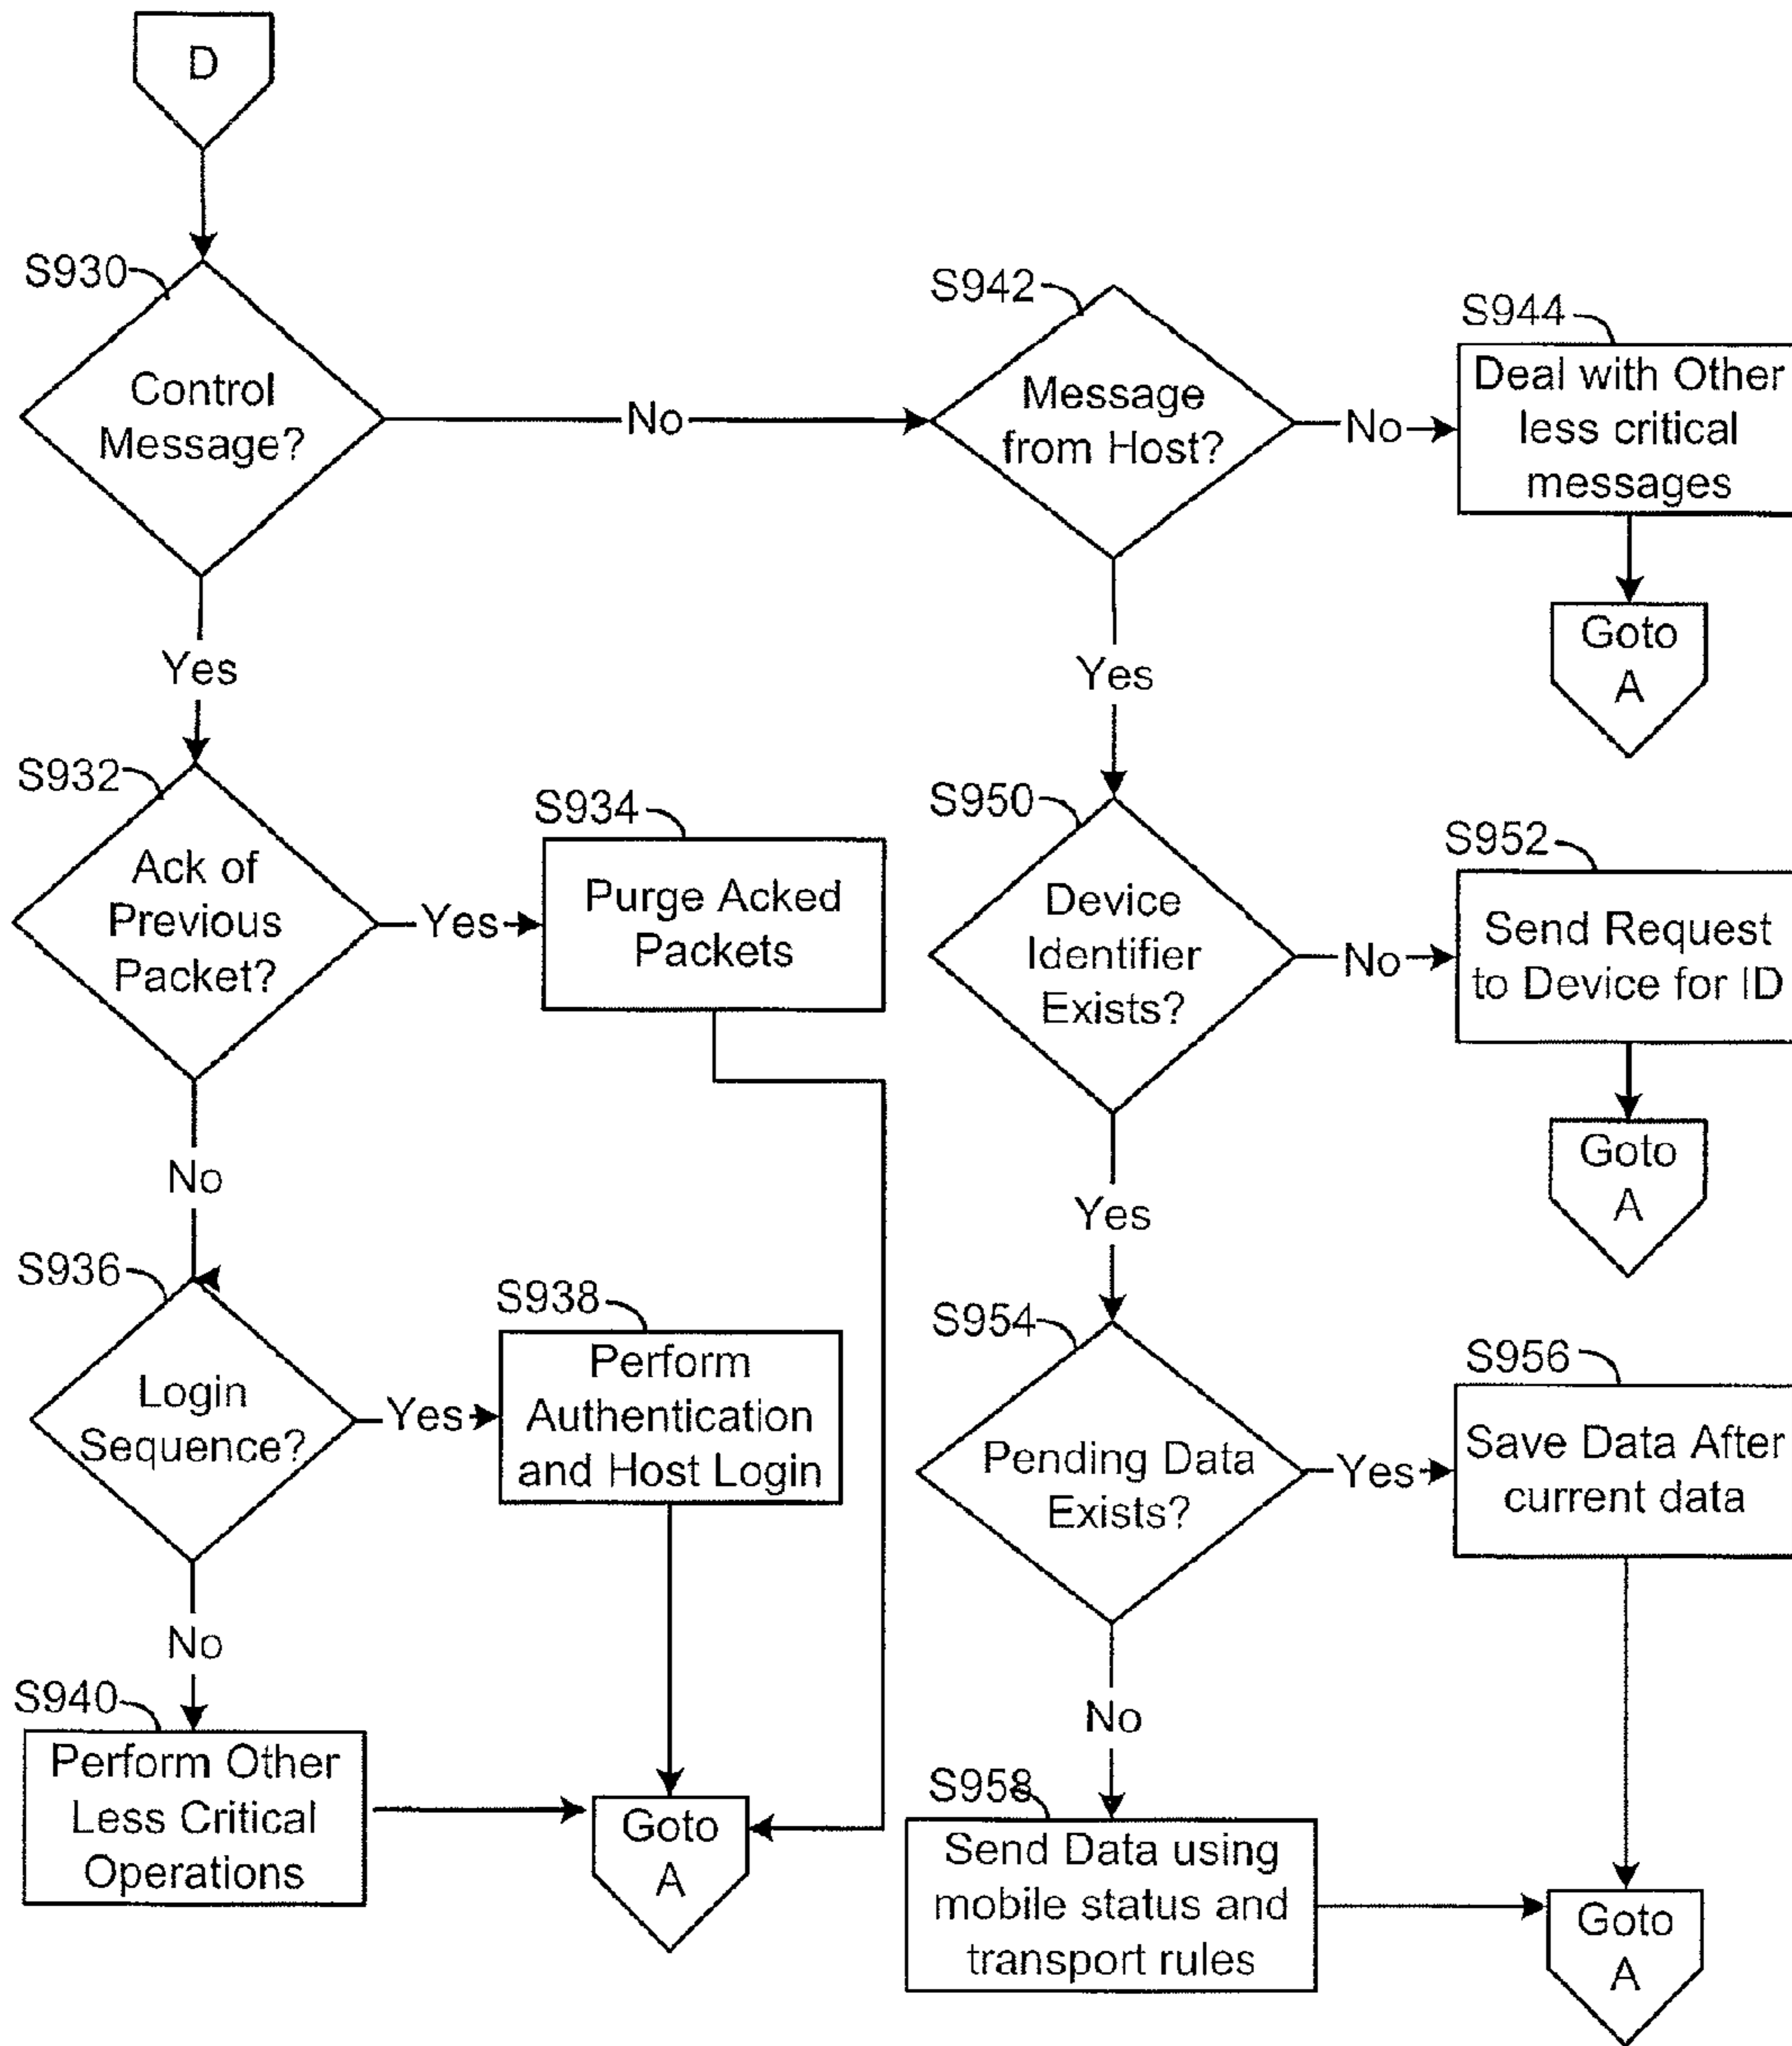 D
S930
Control
Message?
No
S942
Message
from Host?
No
S944
Deal with Other
less critical
messages
Goto
A
Yes
Yes
S932
Ack of
Previous
Packet?
Yes
S934
Purge Acked
Packets
S950
Device
Identifier
Exists?
No
S952
Send Request
to Device for ID
Goto
A
No
Yes
S936
Login
Sequence?
Yes
S938
Perform
Authentication
and Host Login
S954
Pending Data
Exists?
Yes
S956
Save Data After
current data
No
No
S940
Perform Other
Less Critical
Operations
Goto
A
S958
Send Data using
mobile status and
transport rules
Goto
A